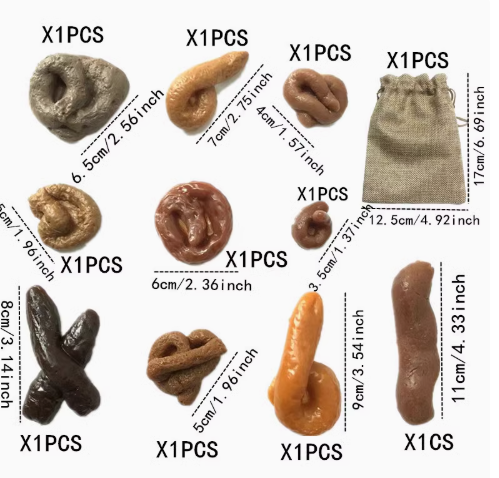 X1PCS
X1PCS
X1PCS
X1PCS
6.5cm/2.56inch
7cm/2.75inch
4cm/1.57inch
17cm/6.69inch
12.5cm/4.92inch
5cm/1.96inch
X1PCS
X1PCS
6cm/2.36inch
X1PCS
3.5cm/1.37inch
8cm/3.14inch
X1PCS
5cm/1.96inch
X1PCS
9cm/3.54inch
X1PCS
11cm/4.33inch
X1CS